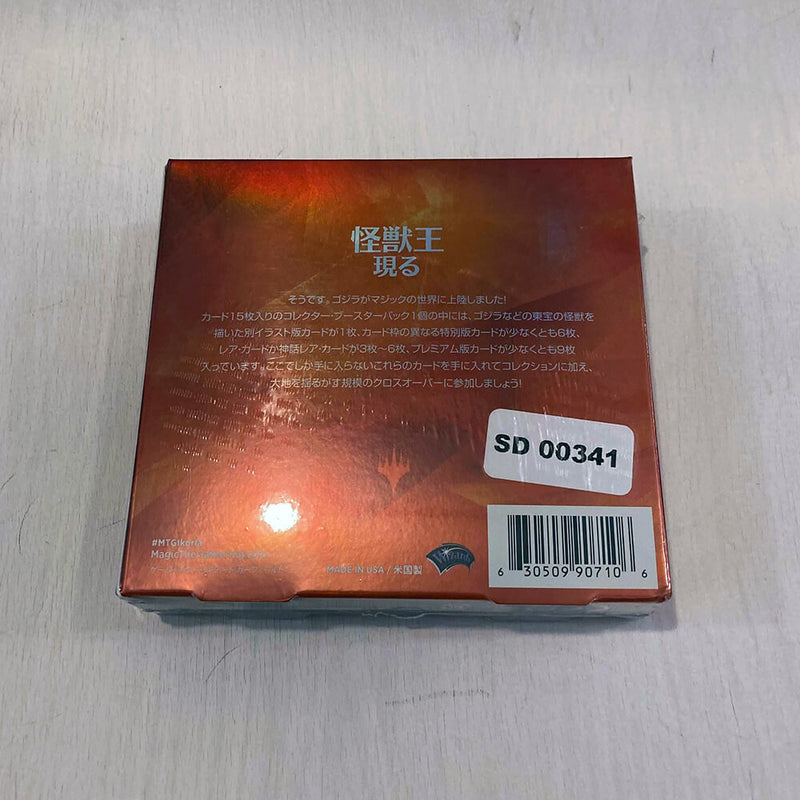 怪獣王
現る
そうです。ゴジラがマジックの世界に上陸しました!
カード15枚入りのコレクター・ブースターパック1個の中には、ゴジラなどの東宝の怪獣を
描いた別イラスト版カードが1枚、カード枠の異なる特別版カードが少なくとも6枚、
レア・カードか神話レア・カードが3枚〜6枚、プレミアム版カードが少なくとも9枚
入っています。ここでしか手に入らないこれらのカードを手に入れてコレクションに加え、
大地を揺るがす規模のクロスオーバーに参加しましょう!
SD 00341
#MTGIkoria
MADE IN USA / 米国製
Wizards
6 30509 90710 6